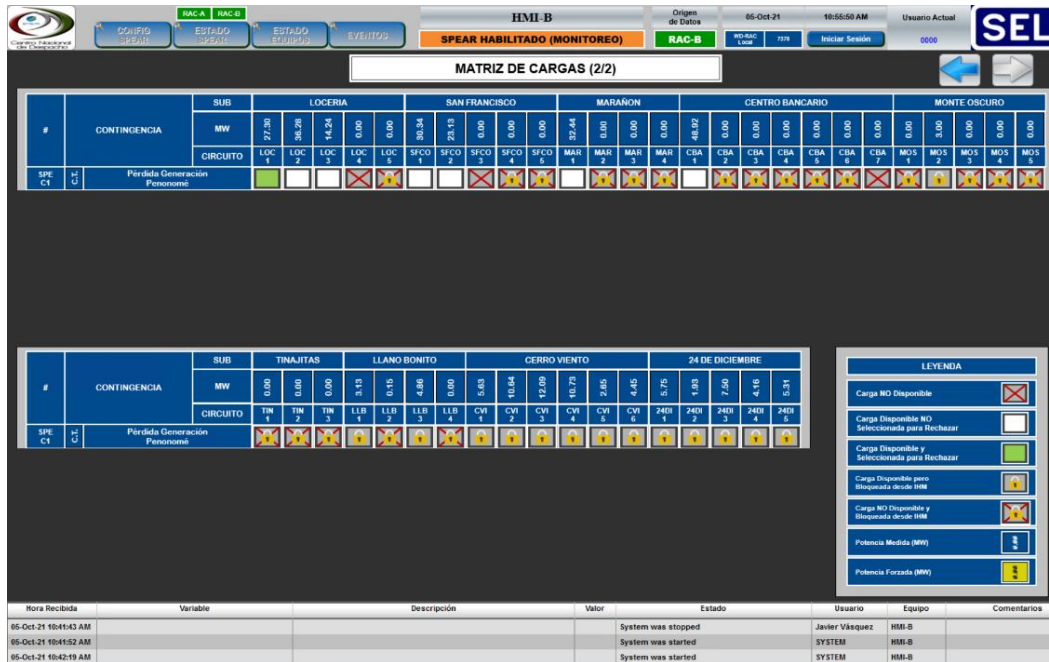 Centro Nacional
de Despacho
RAC-A RAC-B
CONFIG
SPEAR
ESTADO
SPEAR
ESTADO
EQUIPOS
EVENTOS
HMI-B
SPEAR HABILITADO (MONITOREO)
Origen
de Datos
RAC-B
05-Oct-21
10:55:50 AM
Usuario Actual
Local
7378
Iniciar Sesión
0000
SEL
MATRIZ DE CARGAS (2/2)
# CONTINGENCIA SUB LOCERIA SAN FRANCISCO MARAÑON CENTRO BANCARIO MONTE OSCURO
MW 27.30 36.28 14.24 0.00 0.00 30.34 23.13 0.00 0.00 0.00 32.44 0.00 0.00 0.00 48.92 0.00 0.00 0.00 0.00 0.00 0.00 0.00 3.00 0.00 0.00 0.00
CIRCUITO LOC 1 LOC 2 LOC 3 LOC 4 LOC 5 SFCO 1 SFCO 2 SFCO 3 SFCO 4 SFCO 5 MAR 1 MAR 2 MAR 3 MAR 4 CBA 1 CBA 2 CBA 3 CBA 4 CBA 5 CBA 6 CBA 7 MOS 1 MOS 2 MOS 3 MOS 4 MOS 5
SPE C1 C.T. Pérdida Generación
Penonomé
# CONTINGENCIA SUB TINAJITAS LLANO BONITO CERRO VIENTO 24 DE DICIEMBRE
MW 0.00 0.00 0.00 3.13 0.15 4.86 0.00 5.63 10.64 12.09 10.73 2.65 4.45 5.75 1.93 7.50 4.16 5.31
CIRCUITO TIN 1 TIN 2 TIN 3 LLB 1 LLB 2 LLB 3 LLB 4 CVI 1 CVI 2 CVI 3 CVI 4 CVI 5 CVI 6 24DI 1 24DI 2 24DI 3 24DI 4 24DI 5
SPE C1 C.T. Pérdida Generación
Penonomé
LEYENDA
Carga NO Disponible
Carga Disponible NO
Seleccionada para Rechazar
Carga Disponible y
Seleccionada para Rechazar
Carga Disponible pero
Bloqueada desde IHM
Carga NO Disponible y
Bloqueada desde IHM
Potencia Medida (MW)
Potencia Forzada (MW)
Hora Recibida Variable Descripción Valor Estado Usuario Equipo Comentarios
05-Oct-21 10:41:43 AM System was stopped Javier Vásquez HMI-B
05-Oct-21 10:41:52 AM System was started SYSTEM HMI-B
05-Oct-21 10:42:19 AM System was started SYSTEM HMI-B